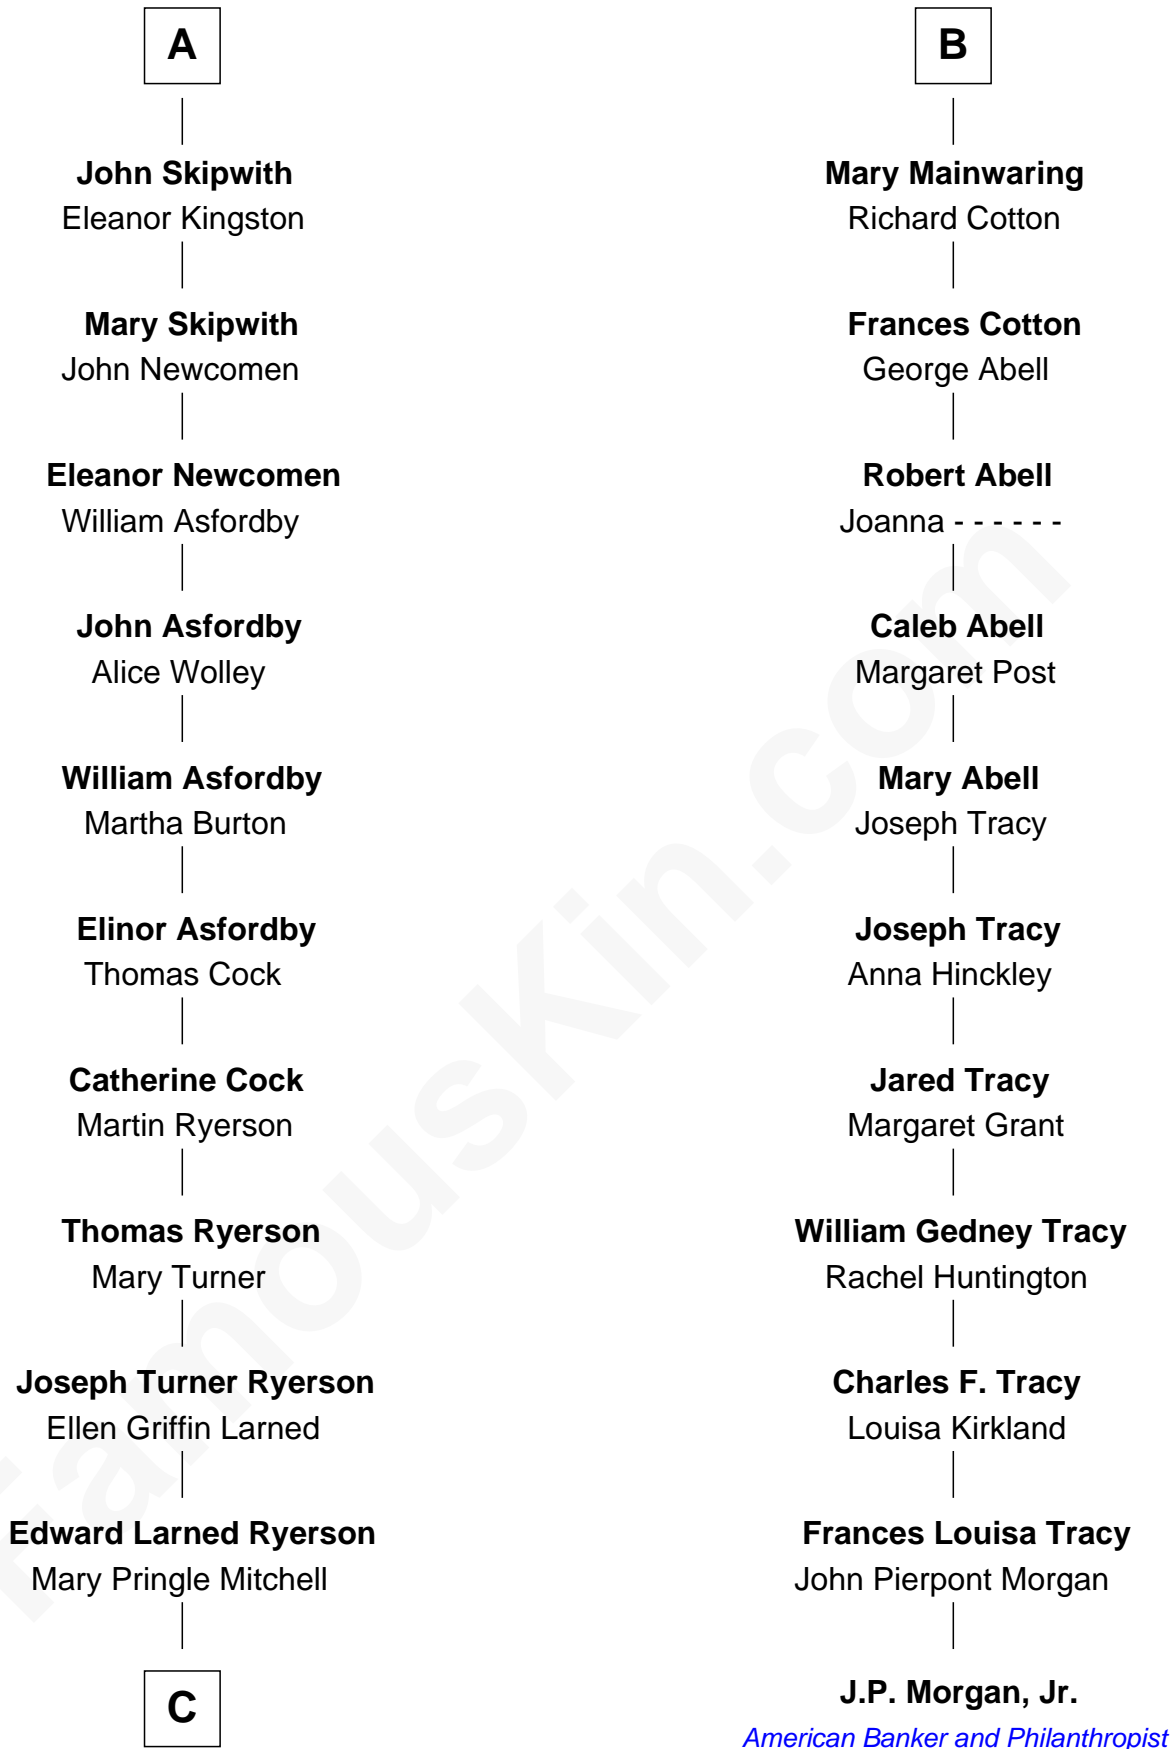 A
John Skipwith
Eleanor Kingston
Mary Skipwith
John Newcomen
Eleanor Newcomen
William Asfordby
John Asfordby
Alice Wolley
William Asfordby
Martha Burton
Elinor Asfordby
Thomas Cock
Catherine Cock
Martin Ryerson
Thomas Ryerson
Mary Turner
Joseph Turner Ryerson
Ellen Griffin Larned
Edward Larned Ryerson
Mary Pringle Mitchell
C
B
Mary Mainwaring
Richard Cotton
Frances Cotton
George Abell
Robert Abell
Joanna - - - - - -
Caleb Abell
Margaret Post
Mary Abell
Joseph Tracy
Joseph Tracy
Anna Hinckley
Jared Tracy
Margaret Grant
William Gedney Tracy
Rachel Huntington
Charles F. Tracy
Louisa Kirkland
Frances Louisa Tracy
John Pierpont Morgan
J.P. Morgan, Jr.
American Banker and Philanthropist
famouskin.com